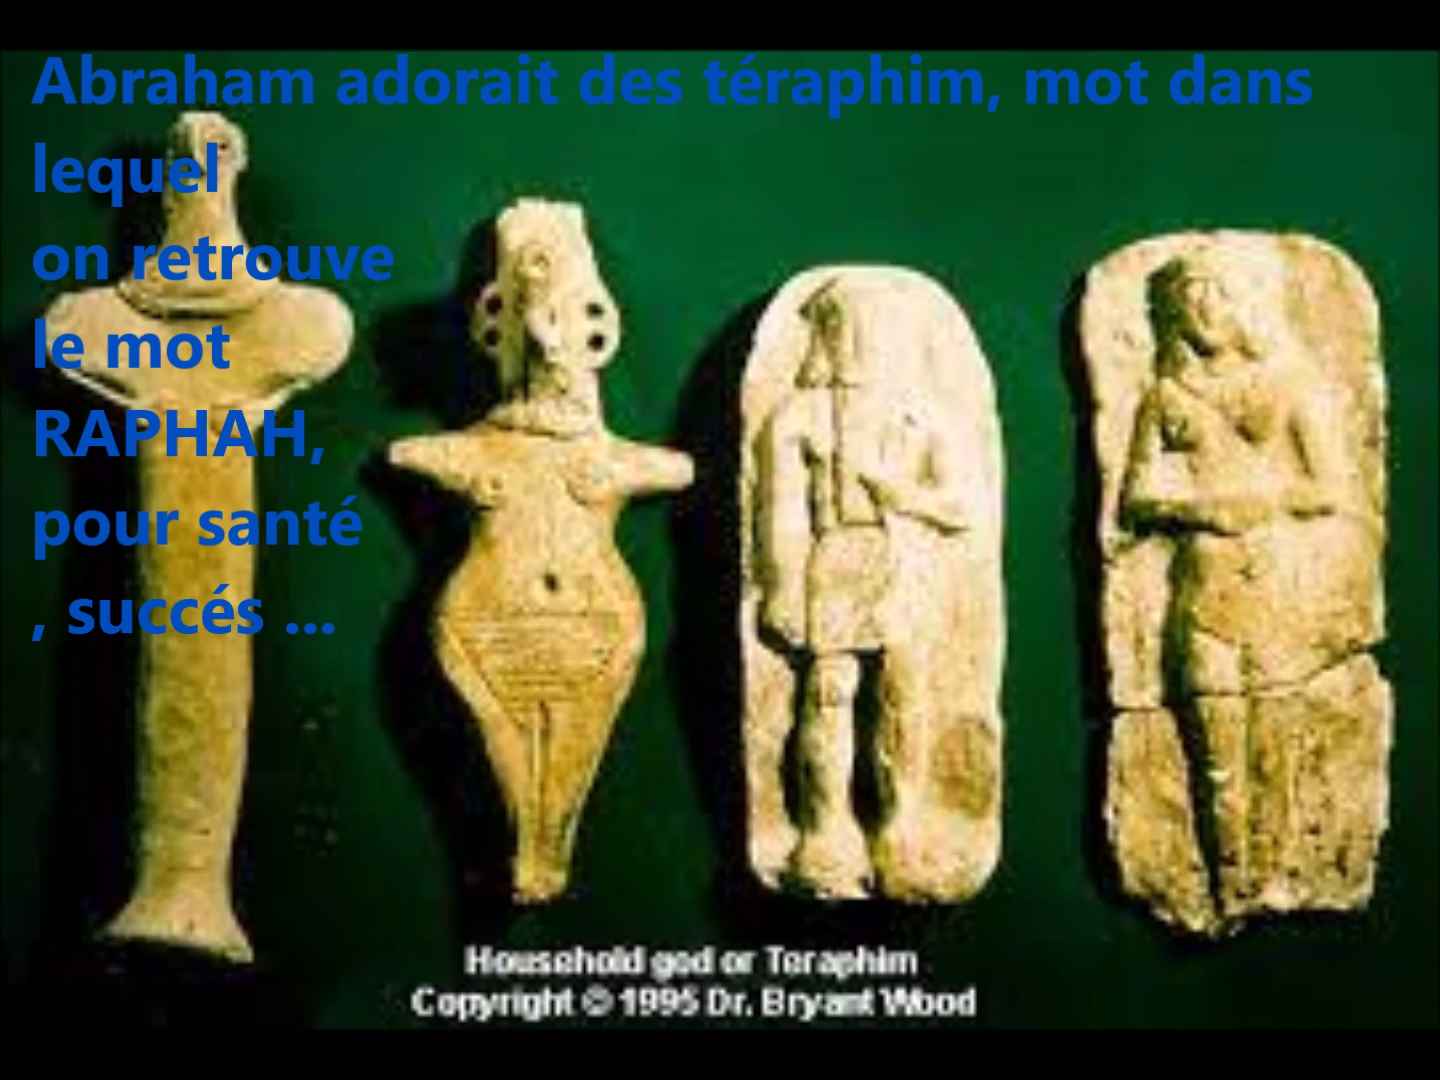 Abraham adorait des téraphim, mot dans
lequel
on retrouve
le mot
RAPHAH,
pour santé
, succés ...
Household god or Teraphim
Copyright © 1995 Dr. Bryant Wood